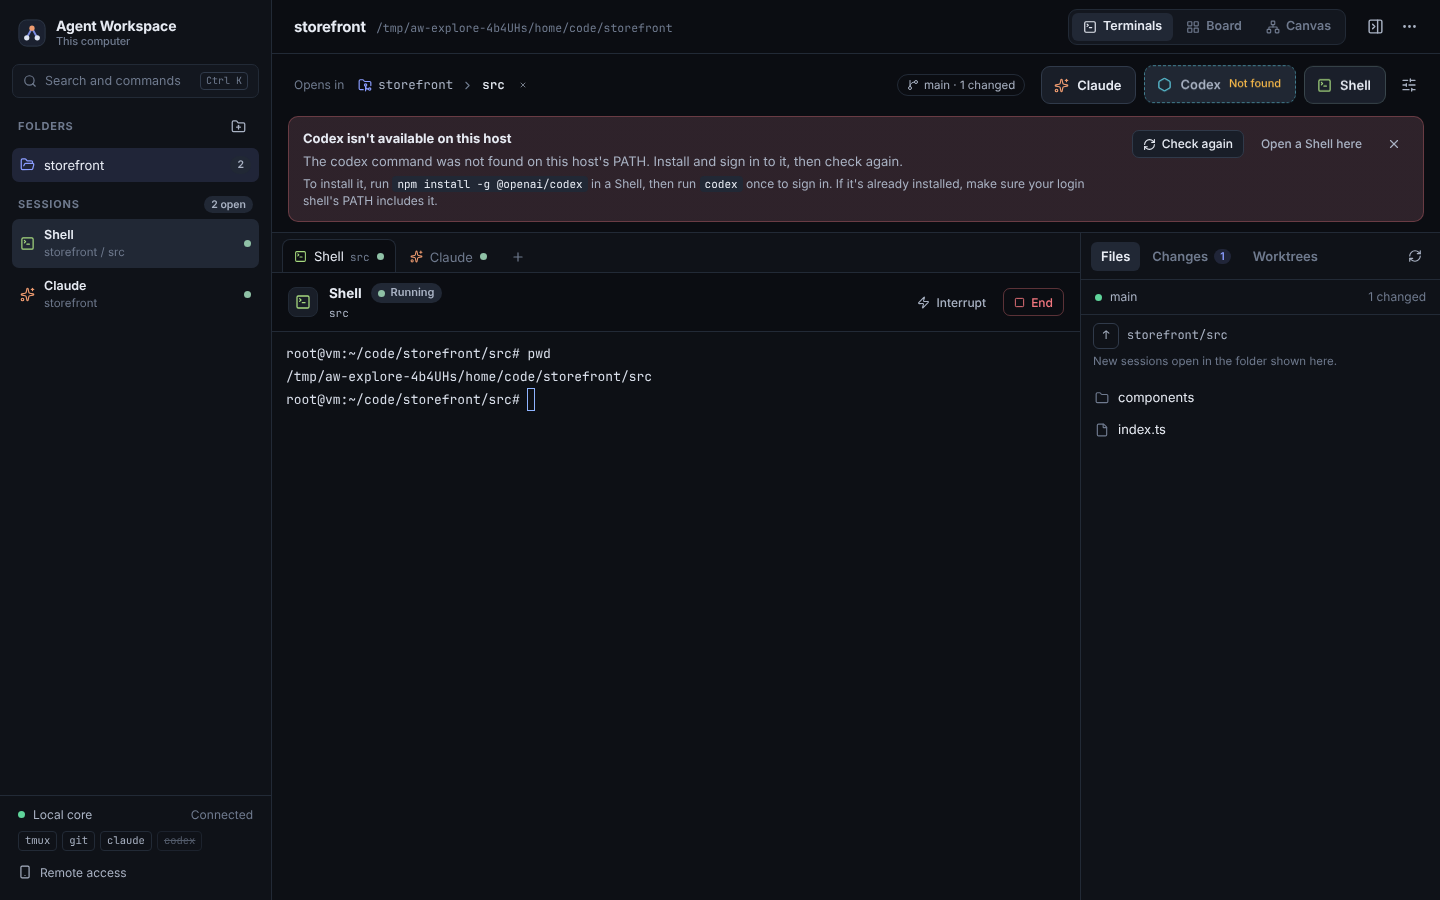 Agent Workspace
This computer
Search and commands Ctrl K
FOLDERS
storefront 2
SESSIONS 2 open
Shell
storefront / src
Claude
storefront
Local core Connected
tmux git claude codex
Remote access
storefront /tmp/aw-explore-4b4UHs/home/code/storefront
Terminals Board Canvas
Opens in storefront > src ×
main · 1 changed Claude Codex Not found Shell
Codex isn't available on this host
The codex command was not found on this host's PATH. Install and sign in to it, then check again.
To install it, run npm install -g @openai/codex in a Shell, then run codex once to sign in. If it's already installed, make sure your login
shell's PATH includes it.
Check again Open a Shell here
Shell src Claude +
Shell Running
src
Interrupt End
root@vm:~/code/storefront/src# pwd
/tmp/aw-explore-4b4UHs/home/code/storefront/src
root@vm:~/code/storefront/src#
Files Changes 1 Worktrees
main 1 changed
storefront/src
New sessions open in the folder shown here.
components
index.ts